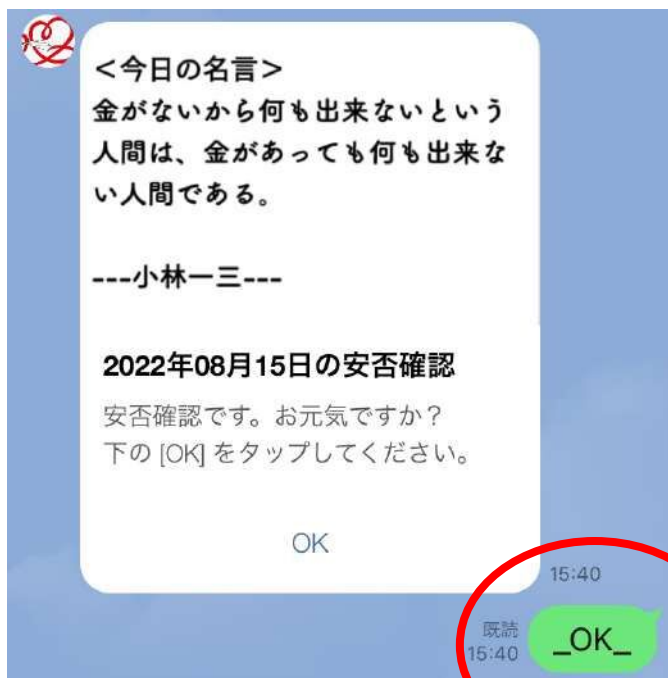 <今日の名言>
金がないから何も出来ないという
人間は、金があっても何も出来な
い人間である。
---小林一三---
2022年08月15日の安否確認
安否確認です。お元気ですか？
下の [OK] をタップしてください。
OK
15:40
既読
15:40
_OK_